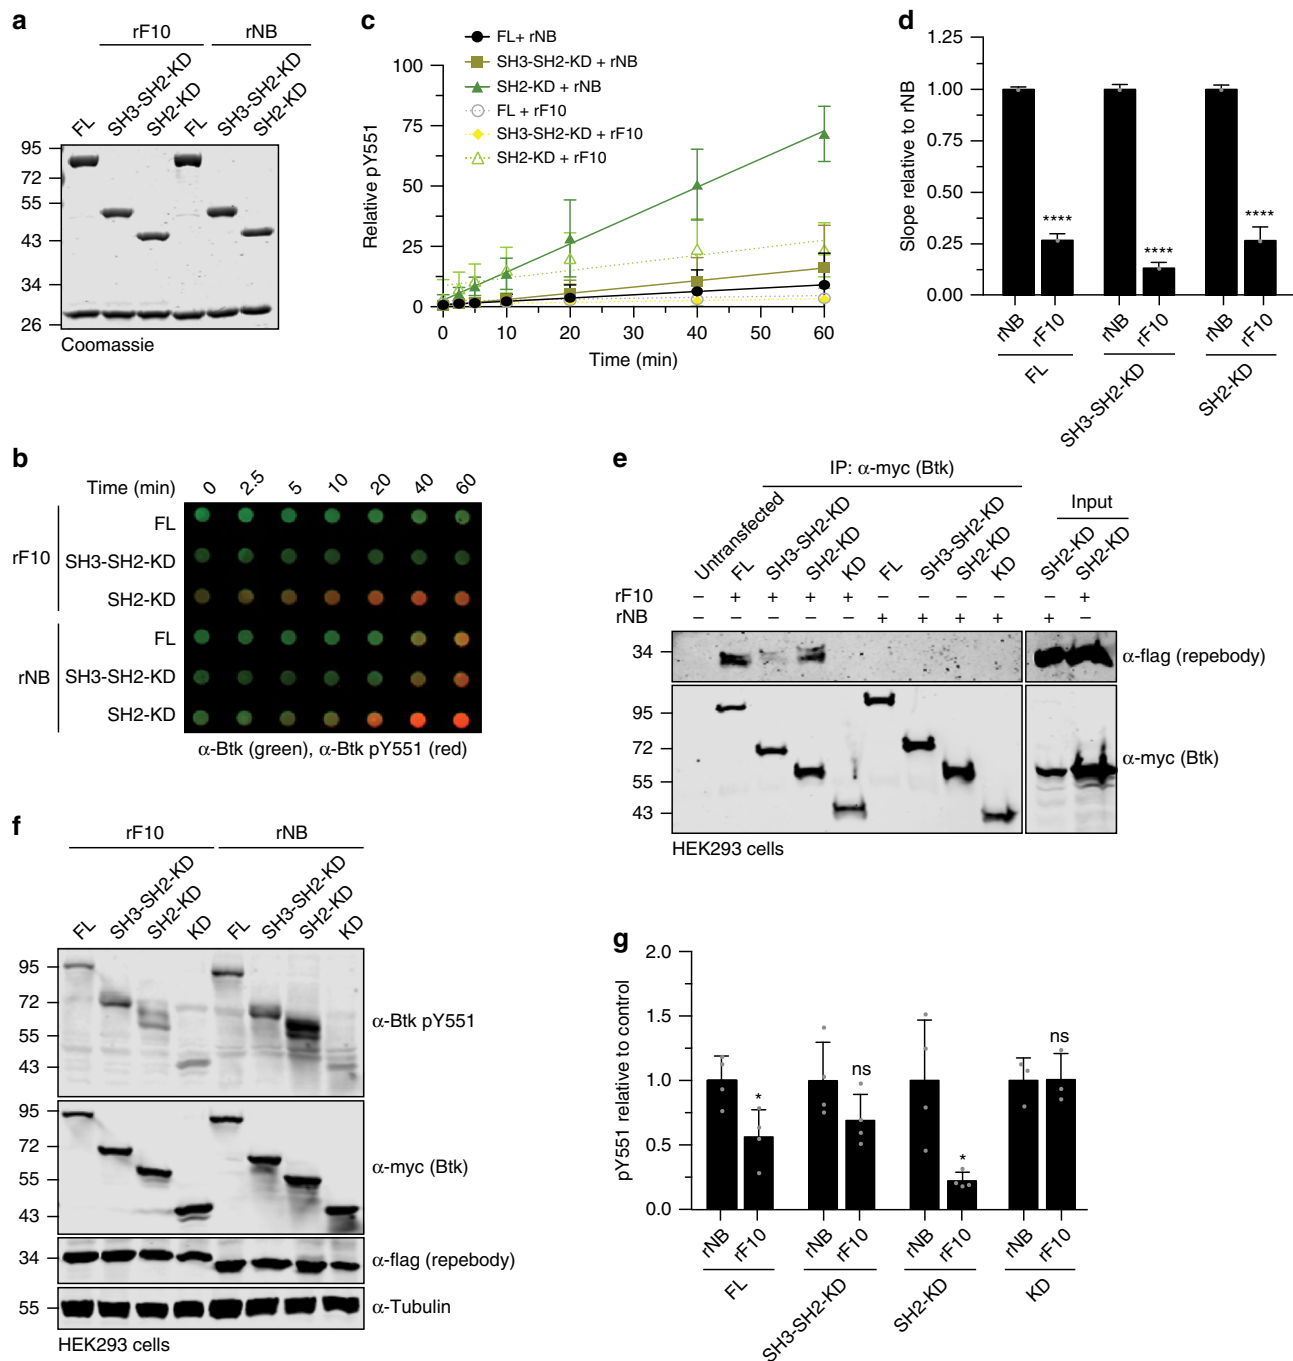 a
rF10
rNB
FL
SH3-SH2-KD
SH2-KD
FL
SH3-SH2-KD
SH2-KD
95
72
55
43
34
26
Coomassie
c
FL+ rNB
SH3-SH2-KD + rNB
SH2-KD + rNB
FL + rF10
SH3-SH2-KD + rF10
SH2-KD + rF10
Relative pY551
100
75
50
25
0
0 10 20 30 40 50 60
Time (min)
d
Slope relative to rNB
1.25
1.00
0.75
0.50
0.25
0.00
****
****
****
rNB rF10 rNB rF10 rNB rF10
FL
SH3-SH2-KD
SH2-KD
b
Time (min) 0 2.5 5 10 20 40 60
rF10
FL
SH3-SH2-KD
SH2-KD
rNB
FL
SH3-SH2-KD
SH2-KD
α-Btk (green), α-Btk pY551 (red)
e
IP: α-myc (Btk)
Input
Untransfected
FL
SH3-SH2-KD
SH2-KD
KD
FL
SH3-SH2-KD
SH2-KD
KD
SH2-KD
SH2-KD
rF10 – + + + + – – – – – +
rNB – – – – – + + + + + –
34
α-flag (repebody)
95
72
55
43
α-myc (Btk)
HEK293 cells
f
rF10
rNB
FL
SH3-SH2-KD
SH2-KD
KD
FL
SH3-SH2-KD
SH2-KD
KD
95
72
55
43
α-Btk pY551
95
72
55
43
α-myc (Btk)
34
α-flag (repebody)
55
α-Tubulin
HEK293 cells
g
pY551 relative to control
2.0
1.5
1.0
0.5
0.0
*
ns
*
ns
rNB rF10 rNB rF10 rNB rF10 rNB rF10
FL
SH3-SH2-KD
SH2-KD
KD